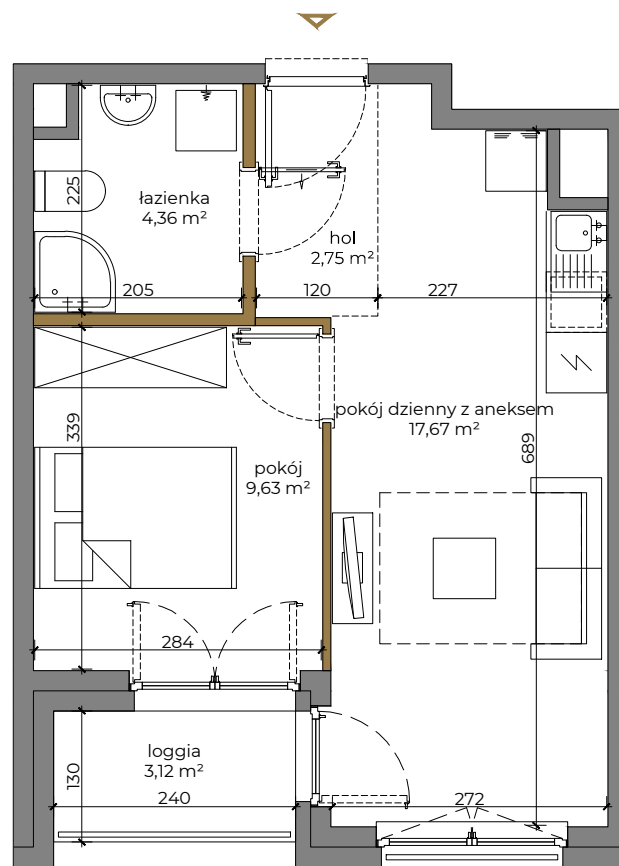 225
łazienka
4,36 m²
hol
2,75 m²
205
120
227
339
pokój dzienny z aneksem
17,67 m²
689
pokój
9,63 m²
284
loggia
3,12 m²
130
240
272